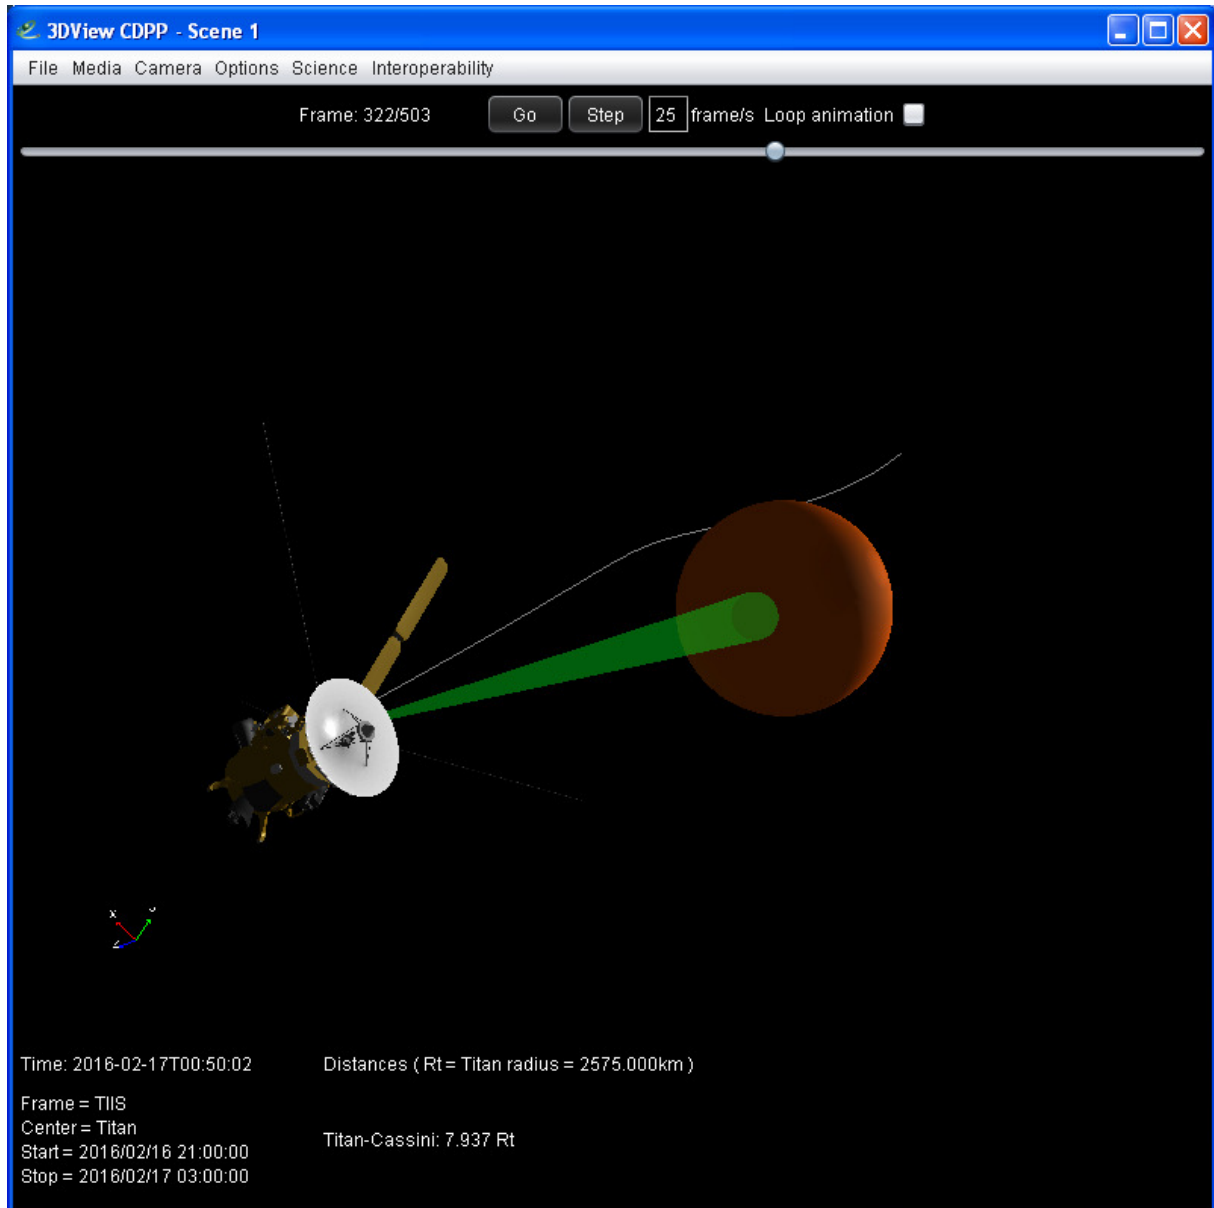 3DView CDPP - Scene 1
File Media Camera Options Science Interoperability
Frame: 322/503 Go Step 25 frame/s Loop animation
X
Z
Time: 2016-02-17T00:50:02 Distances ( Rt = Titan radius = 2575.000km )
Frame = TIIS
Center = Titan
Titan-Cassini: 7.937 Rt
Start = 2016/02/16 21:00:00
Stop = 2016/02/17 03:00:00